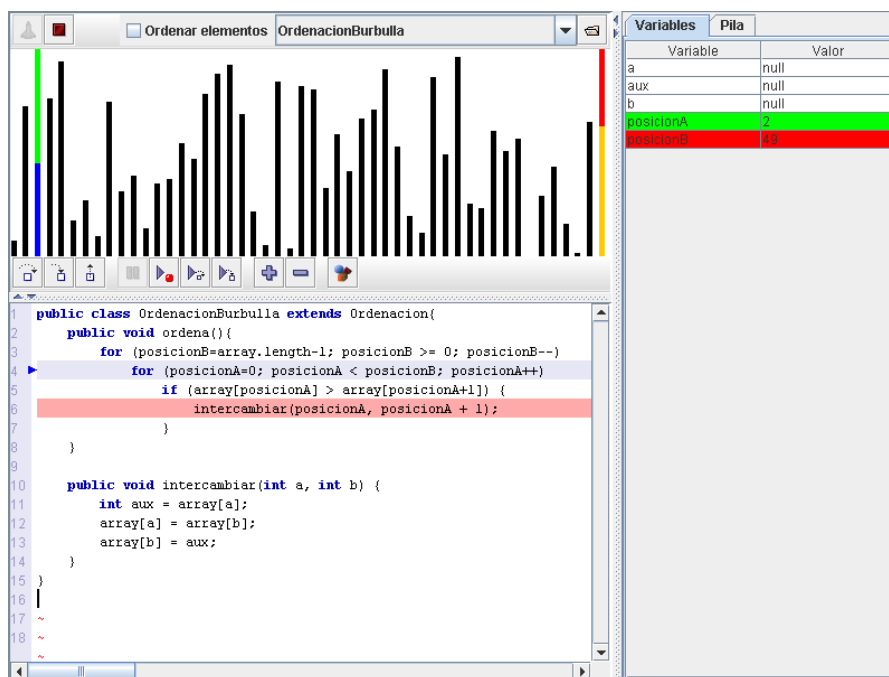 Ordenar elementos OrdenacionBurbulla
Variables Pila
Variable Valor
a null
aux null
b null
posicionA 2
posicionB 49
1 public class OrdenacionBurbulla extends Ordenacion{
2 public void ordena(){
3 for (posicionB=array.length-1; posicionB >= 0; posicionB--)
4 for (posicionA=0; posicionA < posicionB; posicionA++)
5 if (array[posicionA] > array[posicionA+1]) {
6 intercambiar(posicionA, posicionA + 1);
7 }
8 }
9
10 public void intercambiar(int a, int b) {
11 int aux = array[a];
12 array[a] = array[b];
13 array[b] = aux;
14 }
15 }
16
17 ~
18 ~
~